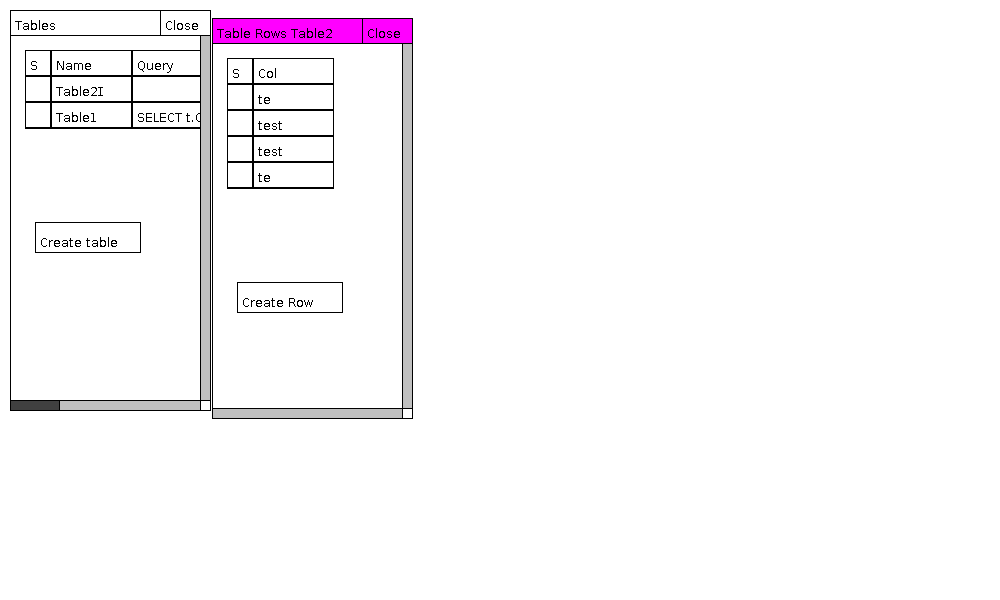 Tables Close
S Name Query
Table2I
Table1 SELECT t.
Create table
Table Rows Table2 Close
S Col
te
test
test
te
Create Row